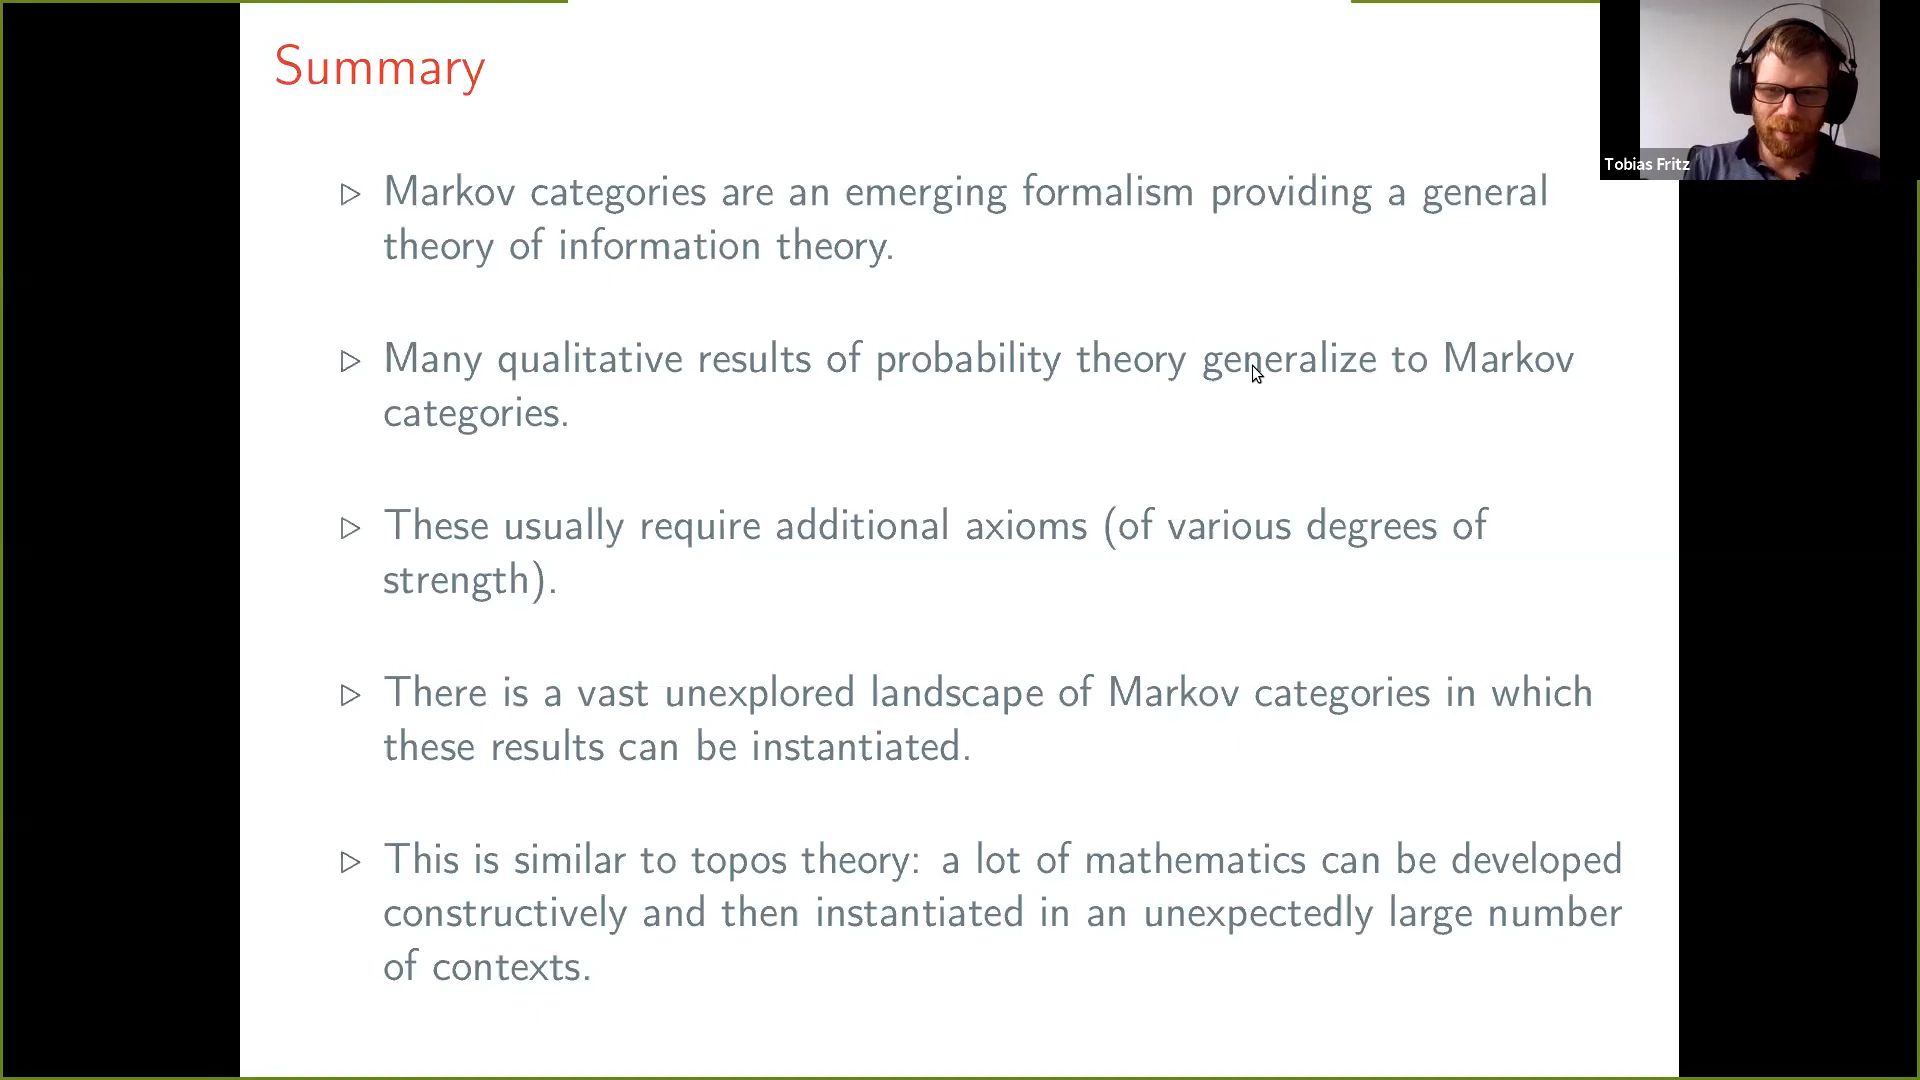 Summary
Tobias Fritz
▷ Markov categories are an emerging formalism providing a general
theory of information theory.
▷ Many qualitative results of probability theory generalize to Markov
categories.
▷ These usually require additional axioms (of various degrees of
strength).
▷ There is a vast unexplored landscape of Markov categories in which
these results can be instantiated.
▷ This is similar to topos theory: a lot of mathematics can be developed
constructively and then instantiated in an unexpectedly large number
of contexts.